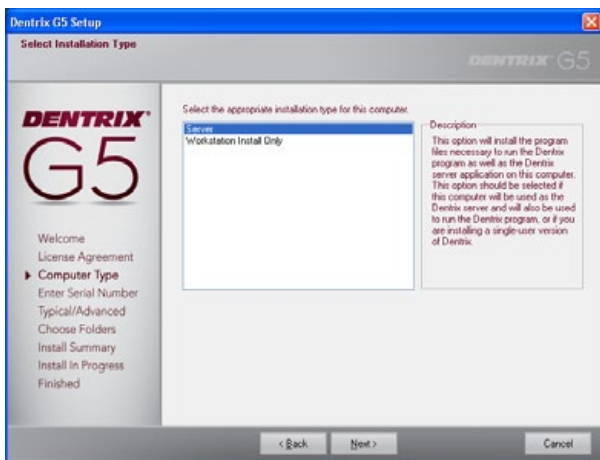 Dentrix G5 Setup
Select Installation Type
DENTRIX G5
DENTRIX
G5
Welcome
License Agreement
Computer Type
Enter Serial Number
Typical/Advanced
Choose Folders
Install Summary
Install In Progress
Finished
Select the appropriate installation type for this computer.
Server
Workstation Install Only
Description
This option will install the program
files necessary to run the Dentrix
program as well as the Dentrix
server application on this computer.
This option should be selected if
this computer will be used as the
Dentrix server and will also be used
to run the Dentrix program, or if you
are installing a single-user version
of Dentrix.
< Back
Next >
Cancel